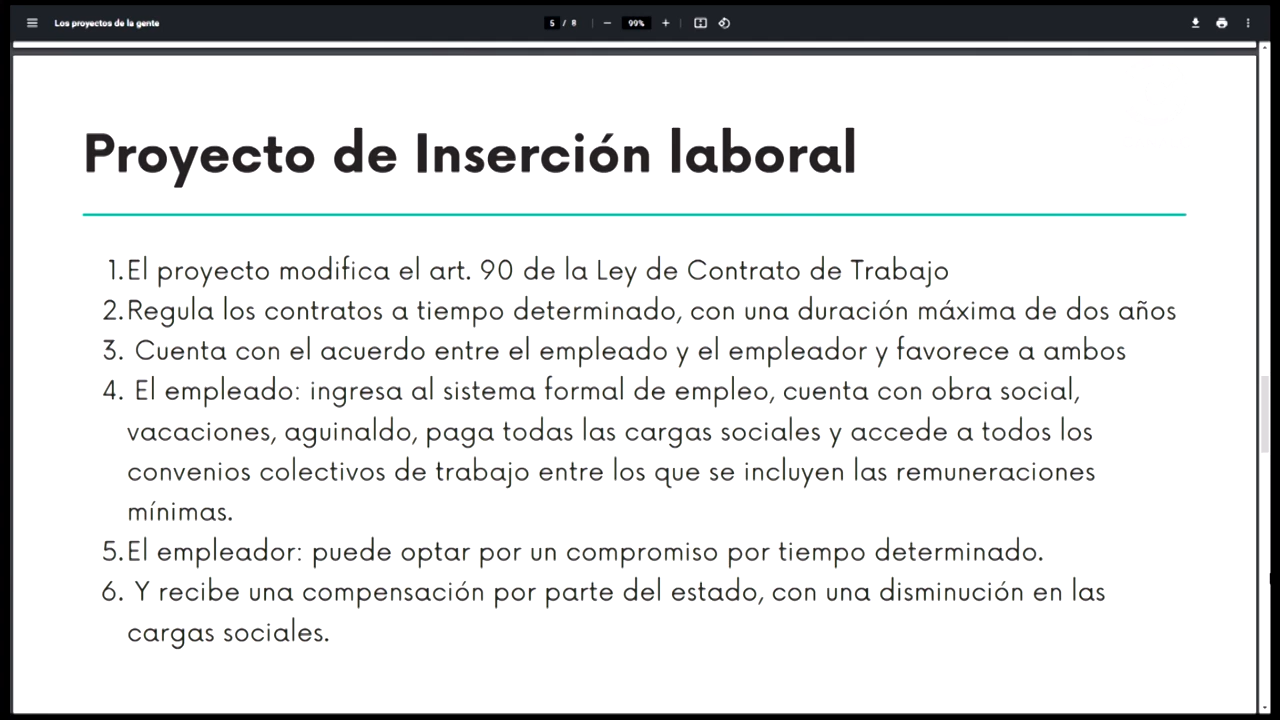 Los proyectos de la gente
5 / 8
99%
Proyecto de Inserción laboral
1.El proyecto modifica el art. 90 de la Ley de Contrato de Trabajo
2.Regula los contratos a tiempo determinado, con una duración máxima de dos años
3. Cuenta con el acuerdo entre el empleado y el empleador y favorece a ambos
4. El empleado: ingresa al sistema formal de empleo, cuenta con obra social,
vacaciones, aguinaldo, paga todas las cargas sociales y accede a todos los
convenios colectivos de trabajo entre los que se incluyen las remuneraciones
mínimas.
5.El empleador: puede optar por un compromiso por tiempo determinado.
6. Y recibe una compensación por parte del estado, con una disminución en las
cargas sociales.